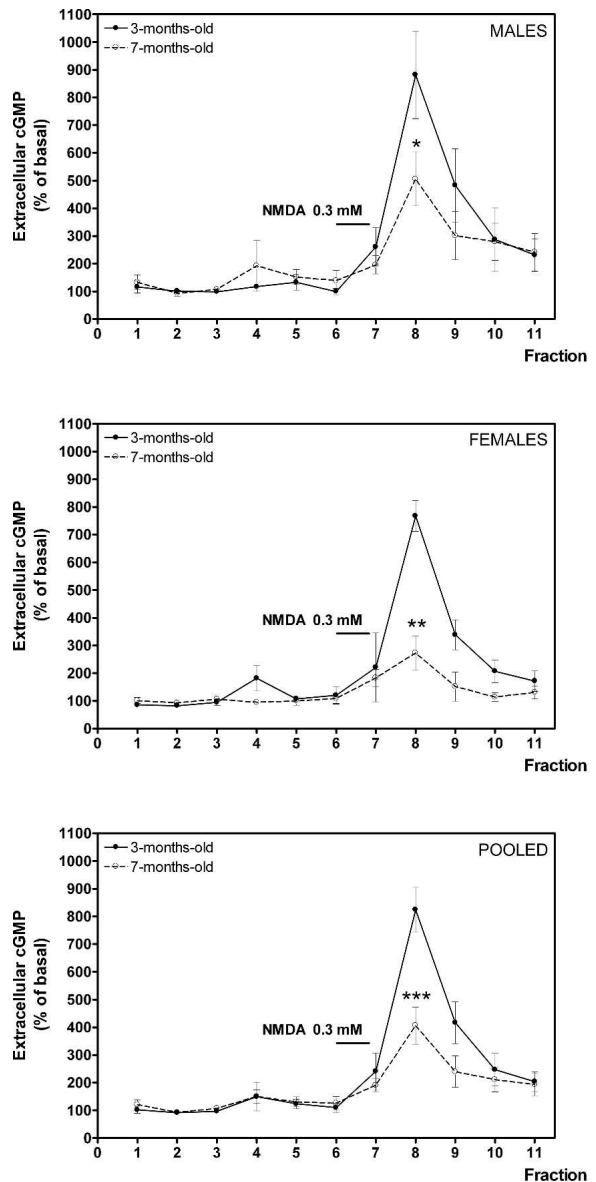 1100
1000
900
800
700
600
500
400
300
200
100
0
Extracellular cGMP
(% of basal)
3-months-old
7-months-old
MALES
*
NMDA 0.3 mM
0 1 2 3 4 5 6 7 8 9 10 11
Fraction
1100
1000
900
800
700
600
500
400
300
200
100
0
Extracellular cGMP
(% of basal)
3-months-old
7-months-old
FEMALES
**
NMDA 0.3 mM
0 1 2 3 4 5 6 7 8 9 10 11
Fraction
1100
1000
900
800
700
600
500
400
300
200
100
0
Extracellular cGMP
(% of basal)
3-months-old
7-months-old
POOLED
***
NMDA 0.3 mM
0 1 2 3 4 5 6 7 8 9 10 11
Fraction